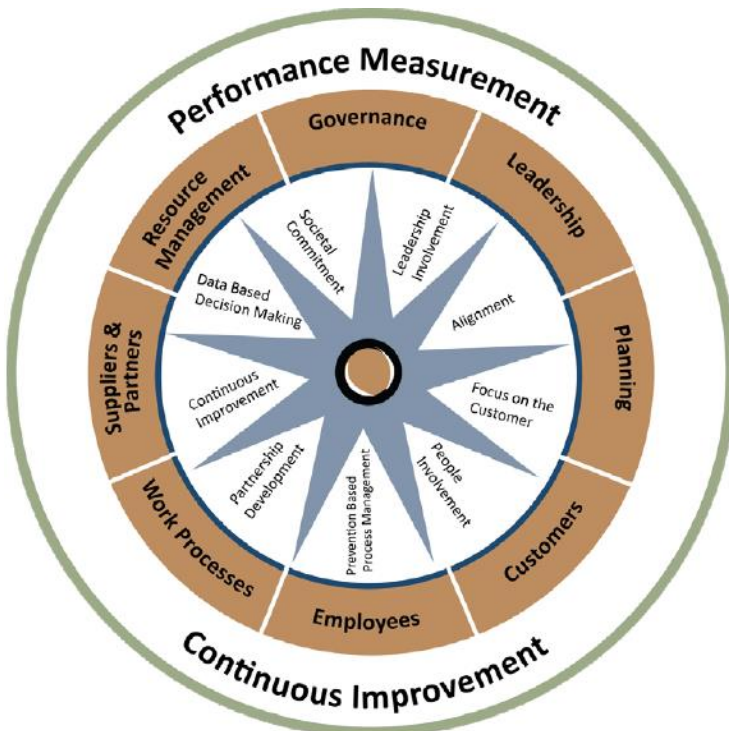 Performance Measurement
Governance
Leadership
Planning
Customers
Employees
Work Processes
Suppliers &
Partners
Resource
Management
Leadership
Involvement
Alignment
Focus on the
Customer
People
Involvement
Prevention Based
Process Management
Partnership
Development
Continuous
Improvement
Data Based
Decision Making
Societal
Commitment
Continuous Improvement